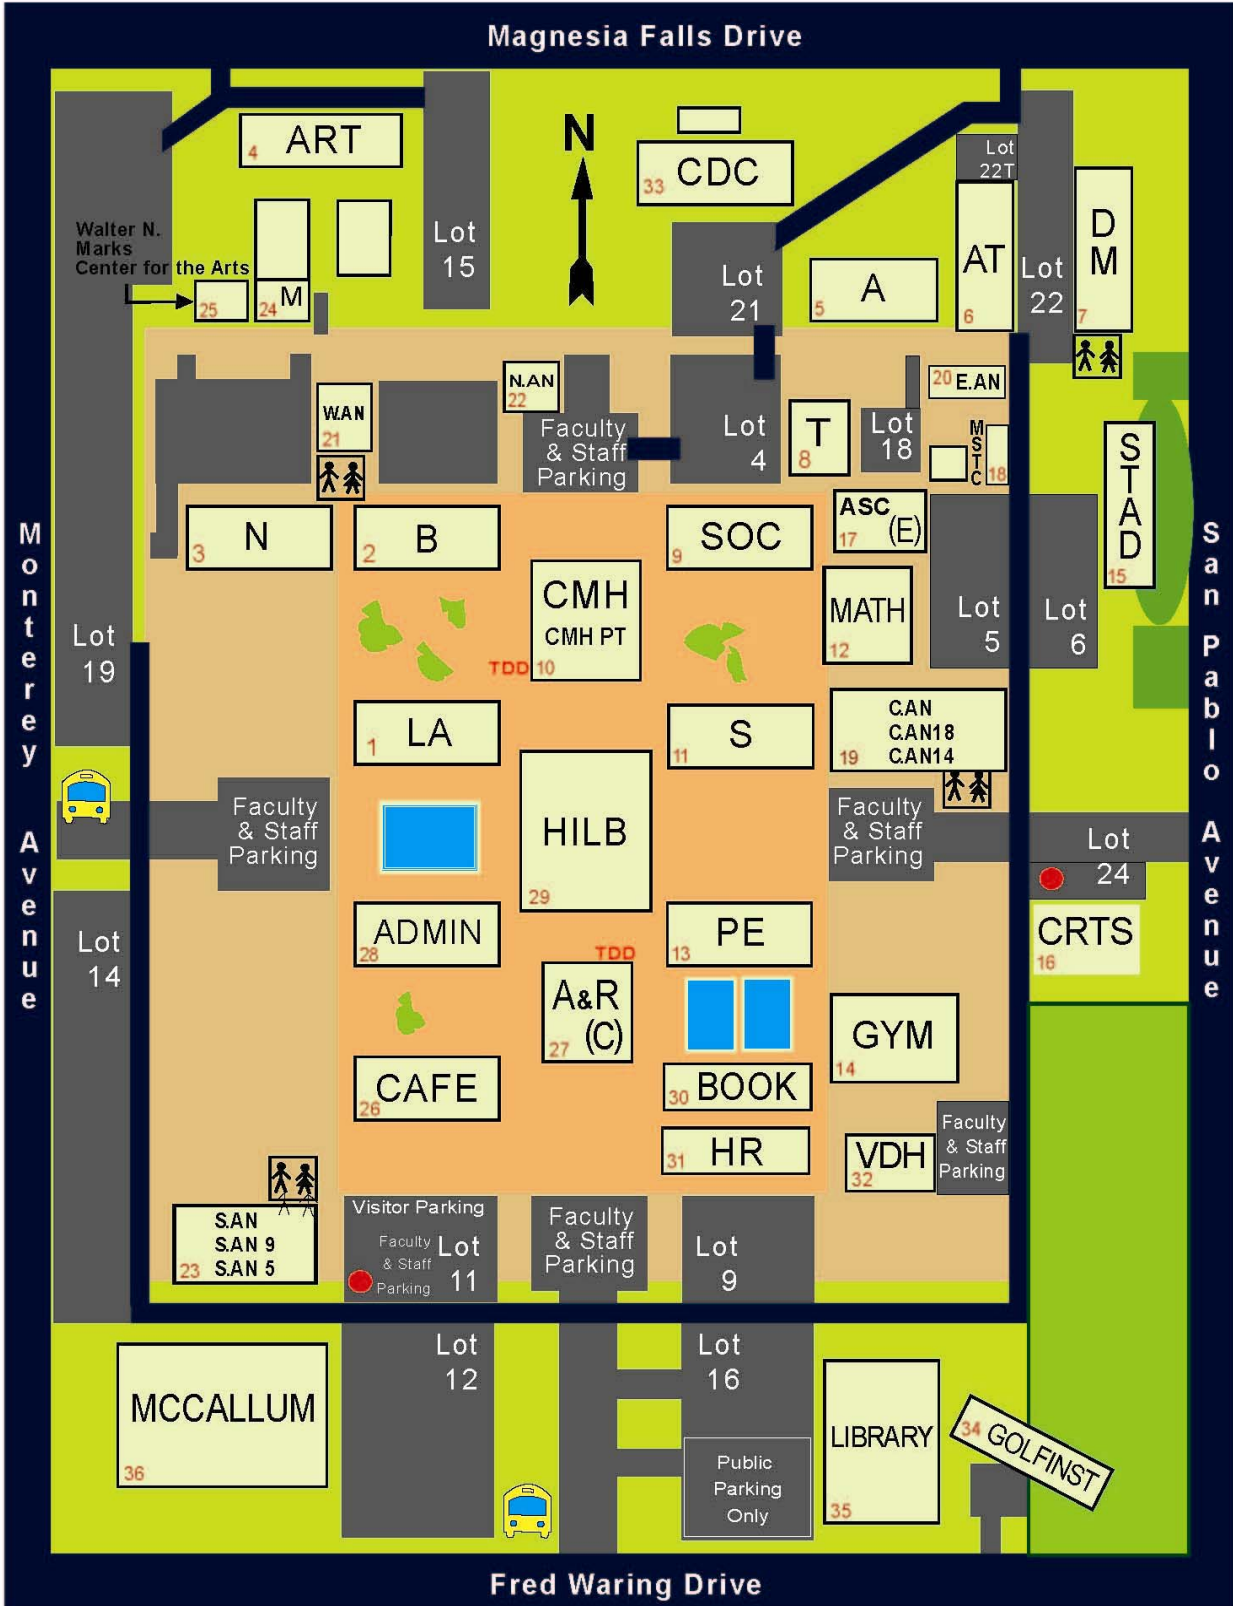 Magnesia Falls Drive
4 ART
N
33 CDC
Lot
22T
Walter N.
Marks
Center for the Arts
25
24 M
Lot
15
Lot
21
5 A
AT
6
Lot
22
D
M
7
W.AN
21
N.AN
22
Faculty
& Staff
Parking
Lot
4
T
8
Lot
18
20 E.AN
MSTC
18
STAD
15
3 N
2 B
9 SOC
ASC
17 (E)
CMH
CMH PT
TDD 10
MATH
12
Lot
5
Lot
6
Lot
19
Monterey Avenue
San Pablo Avenue
1 LA
11 S
C.AN
C.AN18
19 C.AN14
Faculty
& Staff
Parking
HILB
29
Faculty
& Staff
Parking
Lot
24
Lot
14
ADMIN
28
TDD
PE
13
CRTS
16
A&R
27 (C)
GYM
14
CAFE
26
30 BOOK
31 HR
VDH
32
Faculty
& Staff
Parking
S.AN
S.AN 9
23 S.AN 5
Visitor Parking
Faculty
& Staff
Parking
Lot
11
Faculty
& Staff
Parking
Lot
9
MCCALLUM
36
Lot
12
Lot
16
Public
Parking
Only
LIBRARY
35
34 GOLFINST
Fred Waring Drive